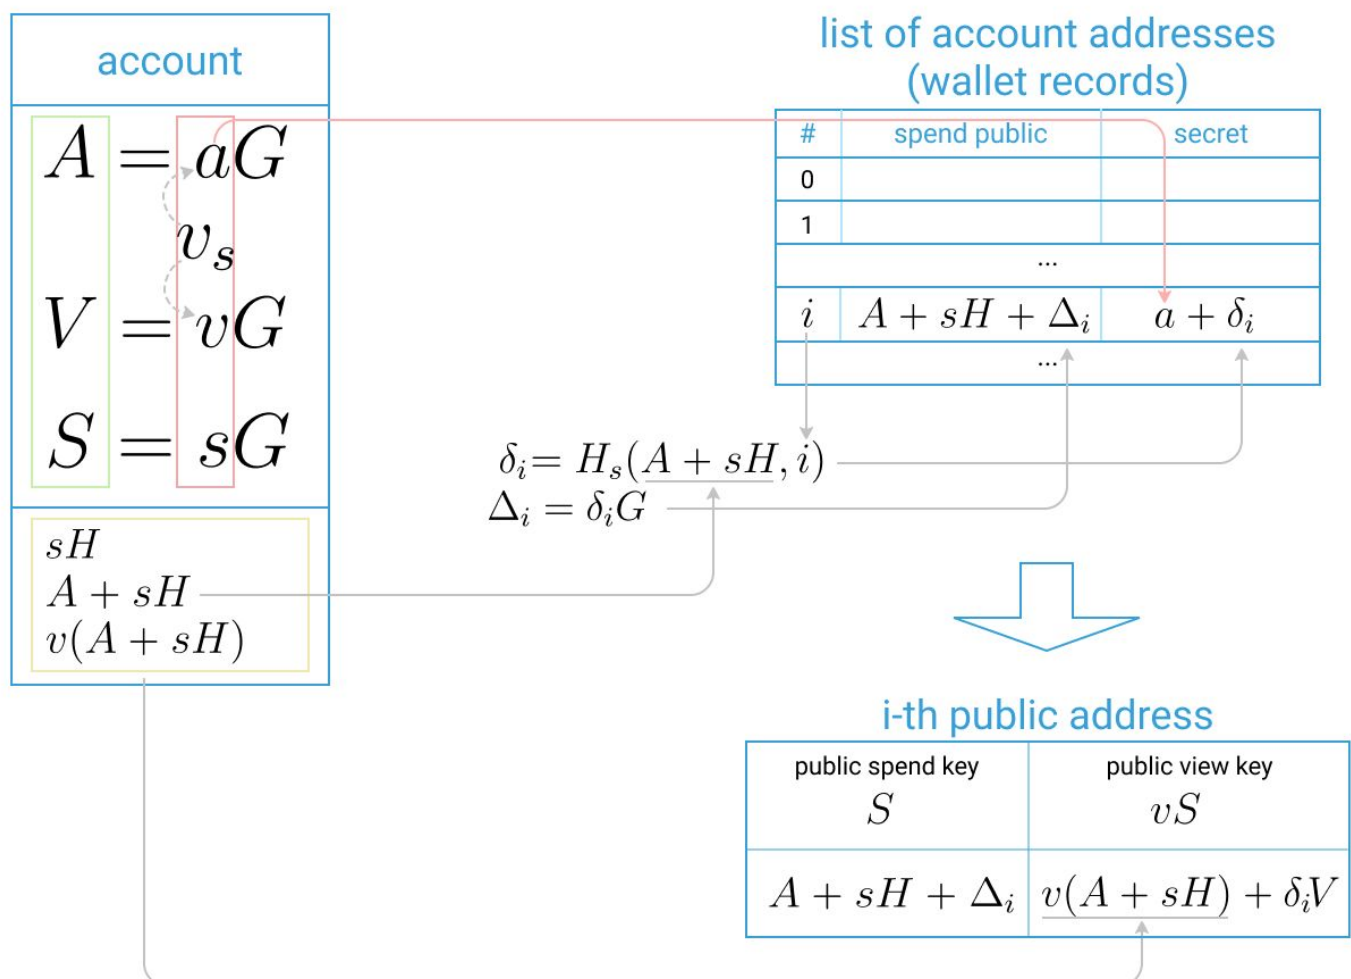 account
A = aG
v_s
V = vG
S = sG
sH
A + sH
v(A + sH)
list of account addresses
(wallet records)
# spend public secret
0
1
...
i A + sH + Δ_i a + δ_i
...
δ_i = H_s(A + sH, i)
Δ_i = δ_i G
i-th public address
public spend key public view key
S vS
A + sH + Δ_i v(A + sH) + δ_i V